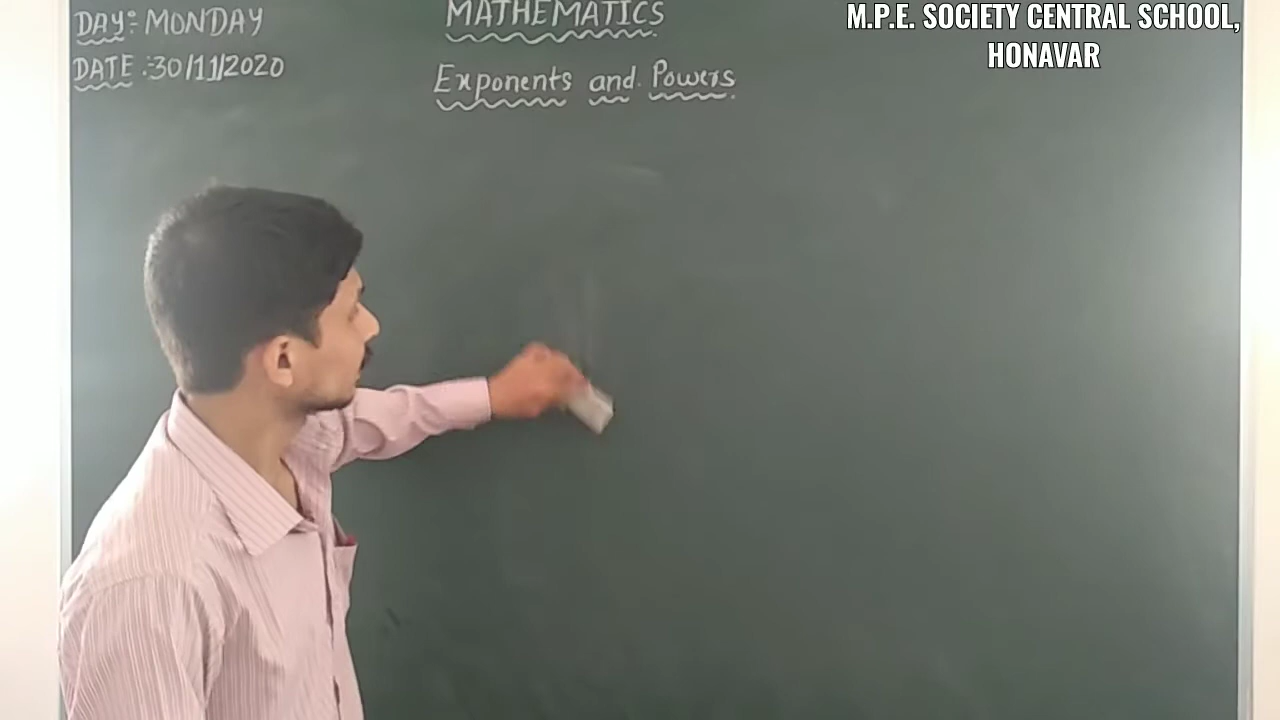 DAY:- MONDAY
DATE :-30/11/2020
MATHEMATICS
Exponents and Powers
M.P.E. SOCIETY CENTRAL SCHOOL,
HONAVAR